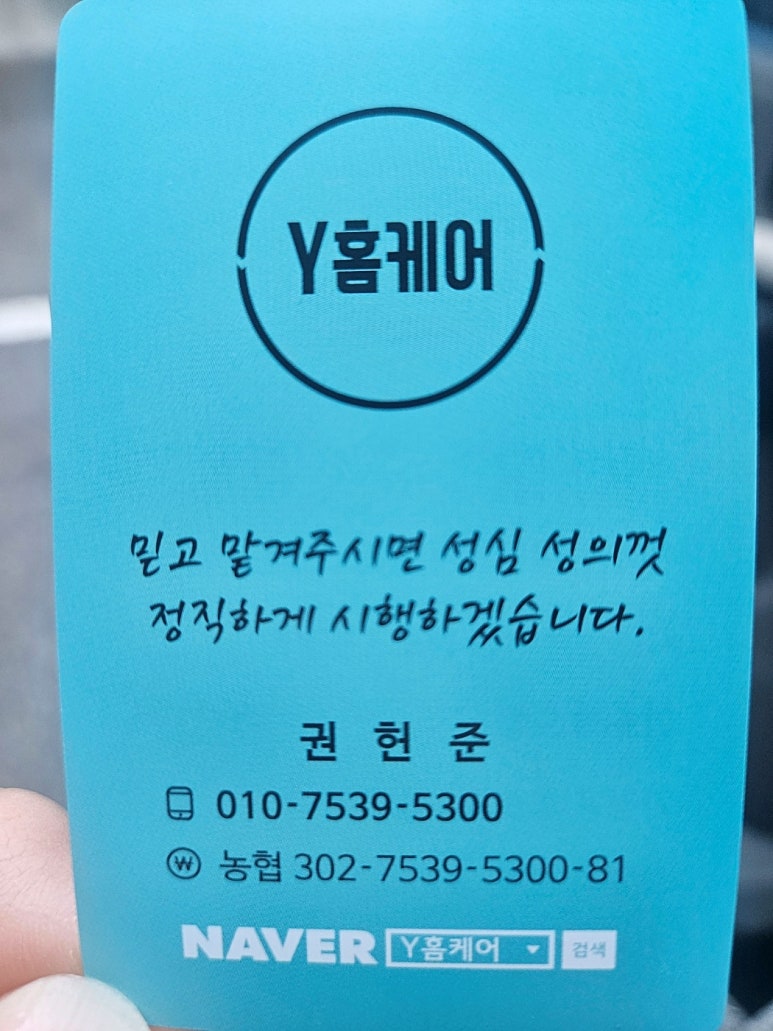 Y홈케어
믿고 맡겨주시면 성심 성의껏
정직하게 시행하겠습니다.
권 헌 준
010-7539-5300
농협 302-7539-5300-81
NAVER Y홈케어 검색